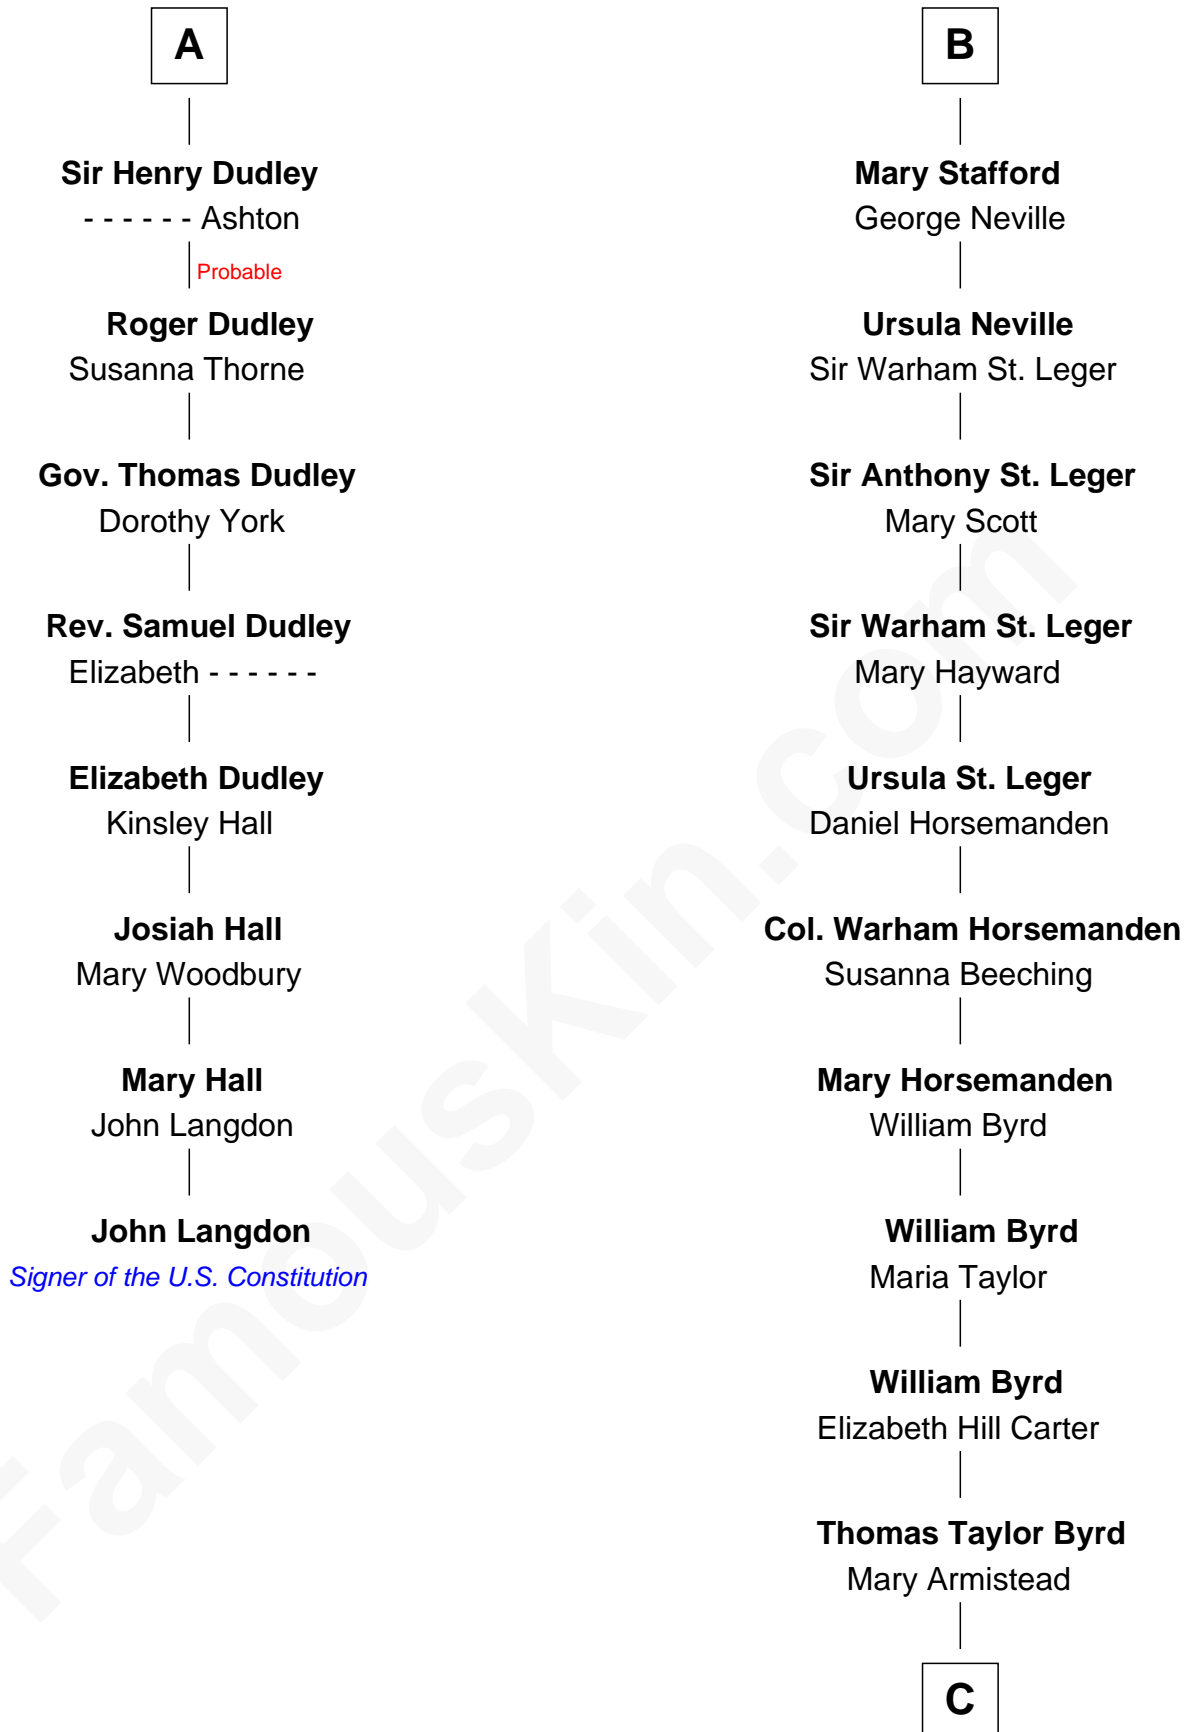 A
Sir Henry Dudley
- - - - - - Ashton
Probable
Roger Dudley
Susanna Thorne
Gov. Thomas Dudley
Dorothy York
Rev. Samuel Dudley
Elizabeth - - - - - -
Elizabeth Dudley
Kinsley Hall
Josiah Hall
Mary Woodbury
Mary Hall
John Langdon
John Langdon
Signer of the U.S. Constitution
B
Mary Stafford
George Neville
Ursula Neville
Sir Warham St. Leger
Sir Anthony St. Leger
Mary Scott
Sir Warham St. Leger
Mary Hayward
Ursula St. Leger
Daniel Horsemanden
Col. Warham Horsemanden
Susanna Beeching
Mary Horsemanden
William Byrd
William Byrd
Maria Taylor
William Byrd
Elizabeth Hill Carter
Thomas Taylor Byrd
Mary Armistead
C
FamousKin.com